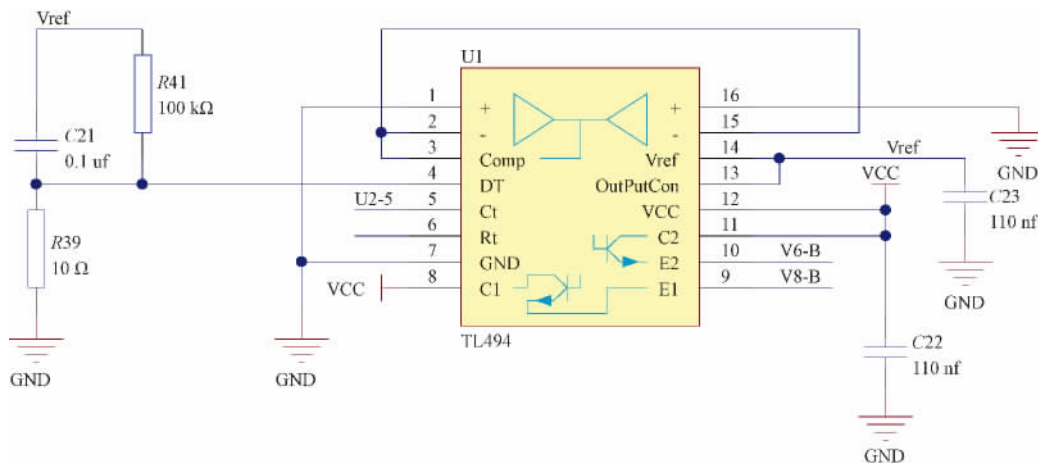 Vref
U1
R41
100 kΩ
C21
0.1 uf
R39
10 Ω
GND
1
2
3
4
5
6
7
8
U2-5
VCC
GND
+
-
Comp
DT
Ct
Rt
GND
C1
+
-
Vref
OutPutCon
VCC
C2
E2
E1
TL494
16
15
14
13
12
11
10
9
Vref
VCC
V6-B
V8-B
GND
C23
110 nf
GND
C22
110 nf
GND